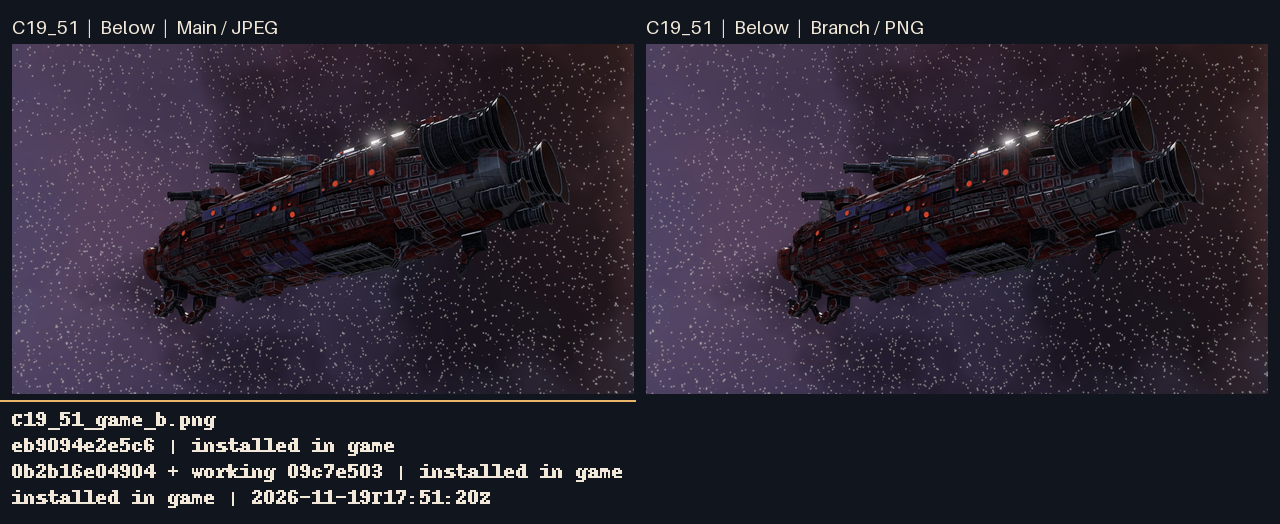 C19_51 | Below | Main / JPEG
C19_51 | Below | Branch / PNG
C19_51_game_b.png
eb9094e2e5c6 | installed in game
0b2b16e04904 + working 09c7e503 | installed in game
installed in game | 2026-11-19T17:51:20Z